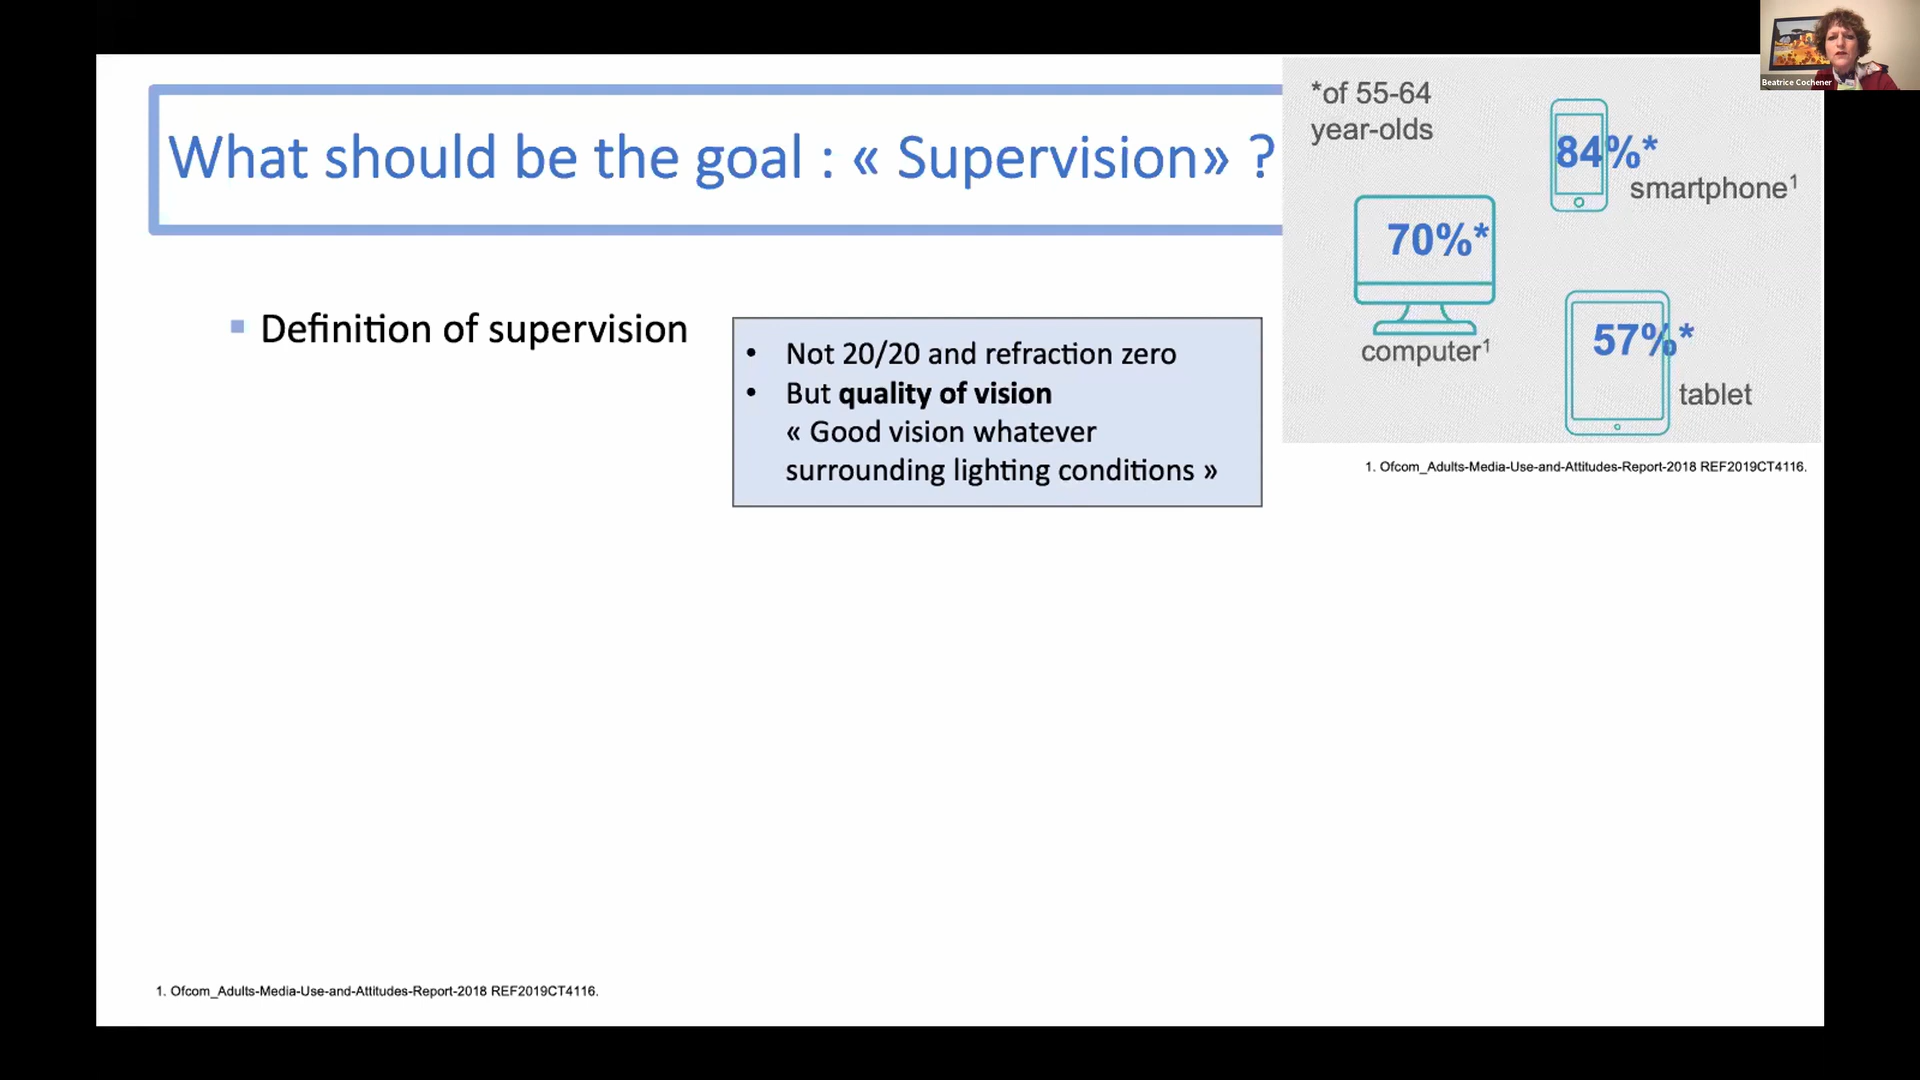 Beatrice Cochener
What should be the goal : « Supervision» ?
*of 55-64
year-olds
84%*
smartphone¹
70%*
computer¹
57%*
tablet
1. Ofcom_Adults-Media-Use-and-Attitudes-Report-2018 REF2019CT4116.
▪ Definition of supervision
• Not 20/20 and refraction zero
• But quality of vision
« Good vision whatever
surrounding lighting conditions »
1. Ofcom_Adults-Media-Use-and-Attitudes-Report-2018 REF2019CT4116.